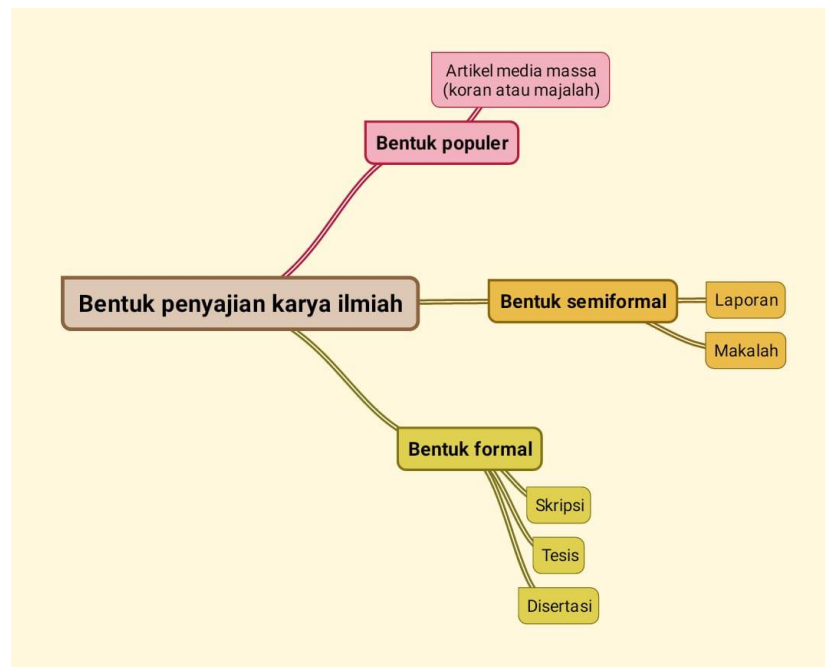 Artikel media massa
(koran atau majalah)
Bentuk populer
Bentuk penyajian karya ilmiah
Bentuk semiformal
Laporan
Makalah
Bentuk formal
Skripsi
Tesis
Disertasi